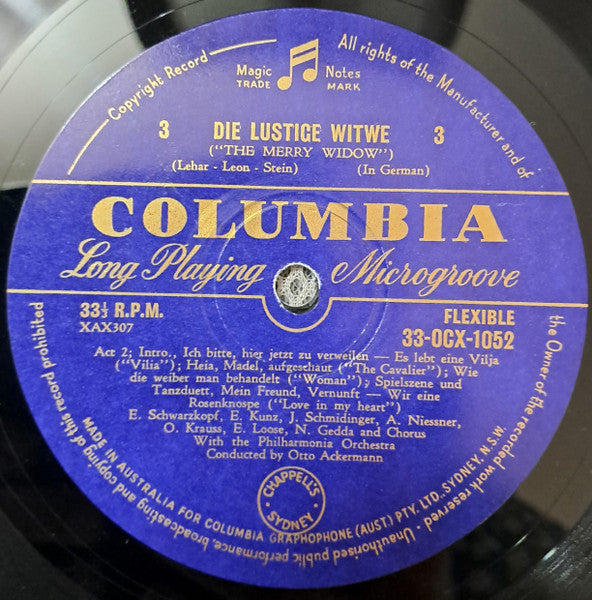 Copyright Record
All rights of the Manufacturer and of
the Owner of the recorded work reserved
Unauthorised public performance, broadcasting and copying of this record prohibited
Magic Notes
TRADE MARK
3 DIE LUSTIGE WITWE 3
("THE MERRY WIDOW")
(Lehar - Leon - Stein) (In German)
COLUMBIA
Long Playing Microgroove
33⅓ R.P.M. FLEXIBLE
XAX307 33-OCX-1052
Act 2; Intro., Ich bitte, hier jetzt zu verweilen — Es lebt eine Vilja
("Vilia"); Heia, Madel, aufgeschaut ("The Cavalier"); Wie
die weiber man behandelt ("Woman"); Spielszene und
Tanzduett, Mein Freund, Vernunft — Wir eine
Rosenknospe ("Love in my heart")
E. Schwarzkopf, E. Kunz, J. Schmidinger, A. Niessner,
O. Krauss, E. Loose, N. Gedda and Chorus
With the Philharmonia Orchestra
Conducted by Otto Ackermann
CHAPPELL'S
SYDNEY
MADE IN AUSTRALIA FOR COLUMBIA GRAPHOPHONE (AUST) PTY. LTD., SYDNEY, N.S.W.